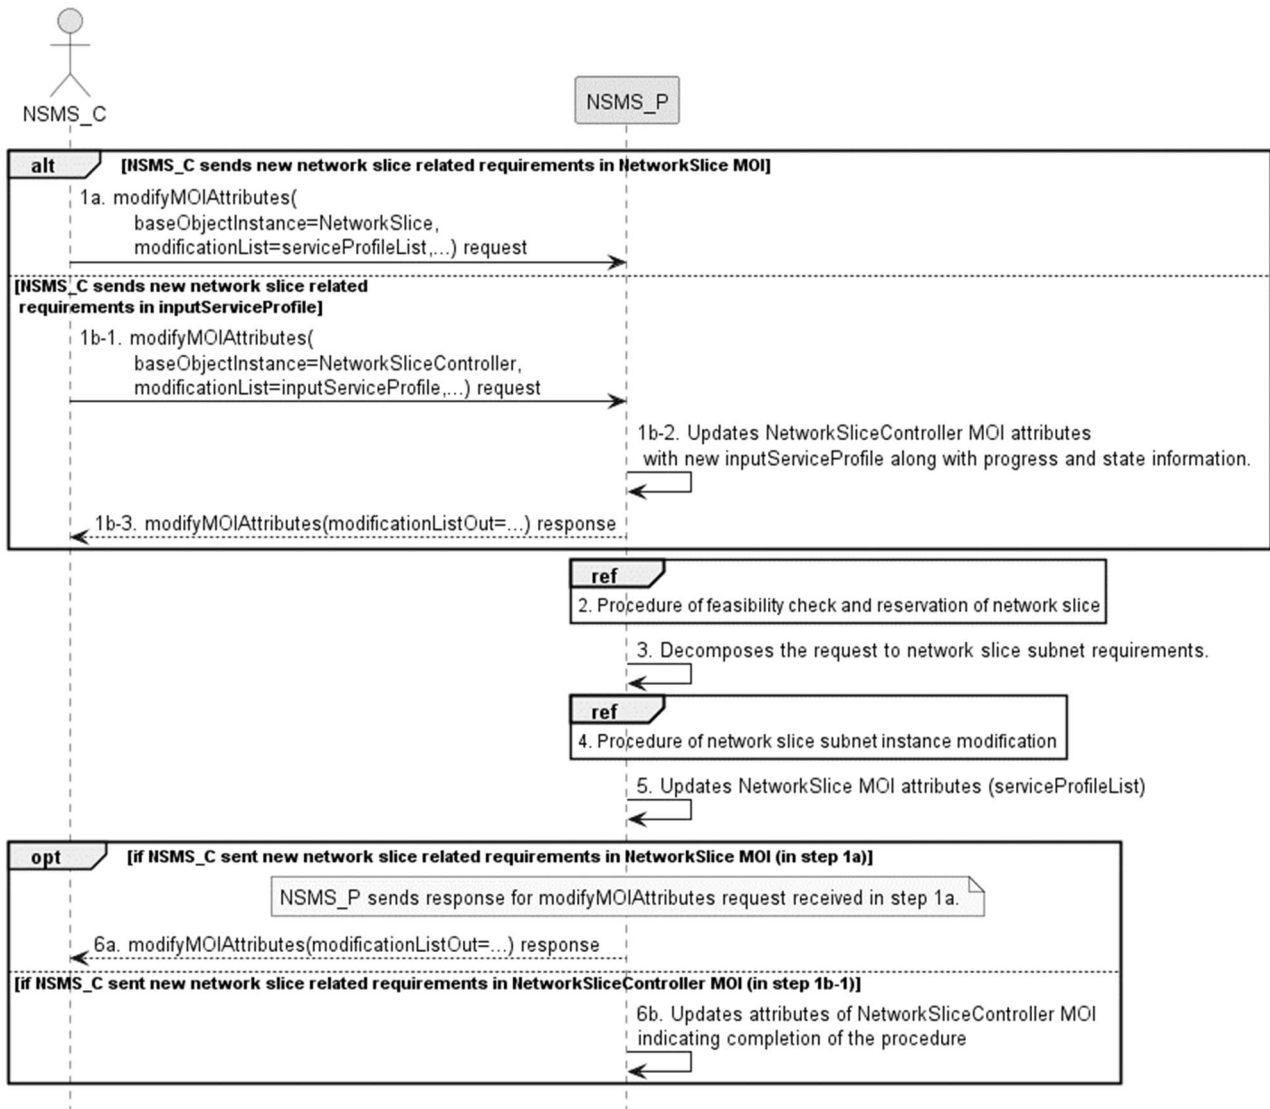 NSMS_C
NSMS_P
alt
[NSMS_C sends new network slice related requirements in NetworkSlice MOI]
1a. modifyMOIAttributes(
baseObjectInstance=NetworkSlice,
modificationList=serviceProfileList,...) request
[NSMS_C sends new network slice related
requirements in inputServiceProfile]
1b-1. modifyMOIAttributes(
baseObjectInstance=NetworkSliceController,
modificationList=inputServiceProfile,...) request
1b-2. Updates NetworkSliceController MOI attributes
with new inputServiceProfile along with progress and state information.
1b-3. modifyMOIAttributes(modificationListOut=...) response
ref
2. Procedure of feasibility check and reservation of network slice
3. Decomposes the request to network slice subnet requirements.
ref
4. Procedure of network slice subnet instance modification
5. Updates NetworkSlice MOI attributes (serviceProfileList)
opt
[if NSMS_C sent new network slice related requirements in NetworkSlice MOI (in step 1a)]
NSMS_P sends response for modifyMOIAttributes request received in step 1a.
6a. modifyMOIAttributes(modificationListOut=...) response
[if NSMS_C sent new network slice related requirements in NetworkSliceController MOI (in step 1b-1)]
6b. Updates attributes of NetworkSliceController MOI
indicating completion of the procedure